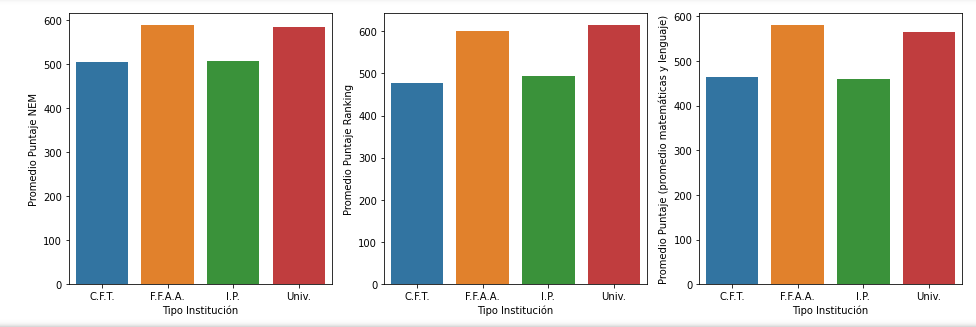 Promedio Puntaje NEM
600
500
400
300
200
100
0
C.F.T. F.F.A.A. I.P. Univ.
Tipo Institución
Promedio Puntaje Ranking
600
500
400
300
200
100
0
C.F.T. F.F.A.A. I.P. Univ.
Tipo Institución
Promedio Puntaje (promedio matemáticas y lenguaje)
600
500
400
300
200
100
0
C.F.T. F.F.A.A. I.P. Univ.
Tipo Institución